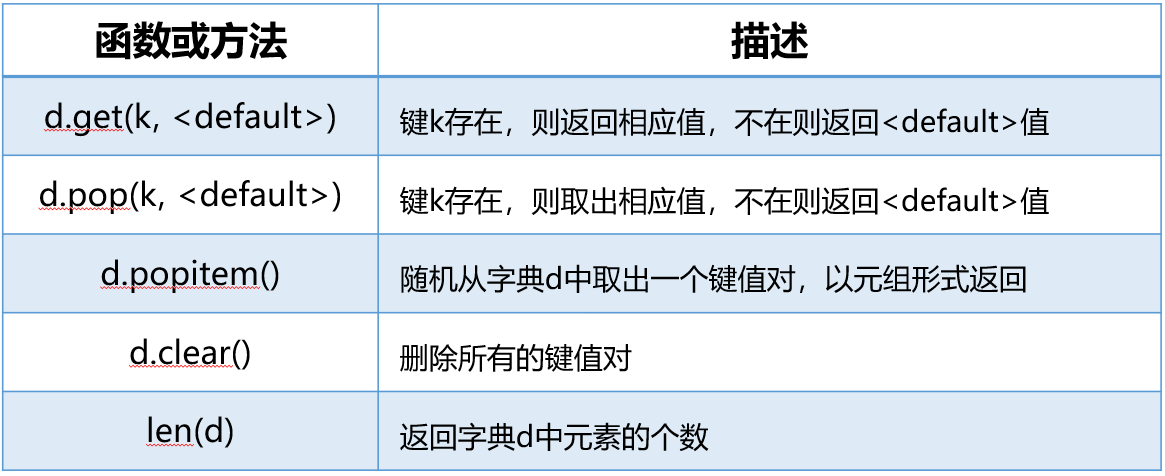 函数或方法 描述
d.get(k, <default>) 键k存在，则返回相应值，不在则返回<default>值
d.pop(k, <default>) 键k存在，则取出相应值，不在则返回<default>值
d.popitem() 随机从字典d中取出一个键值对，以元组形式返回
d.clear() 删除所有的键值对
len(d) 返回字典d中元素的个数